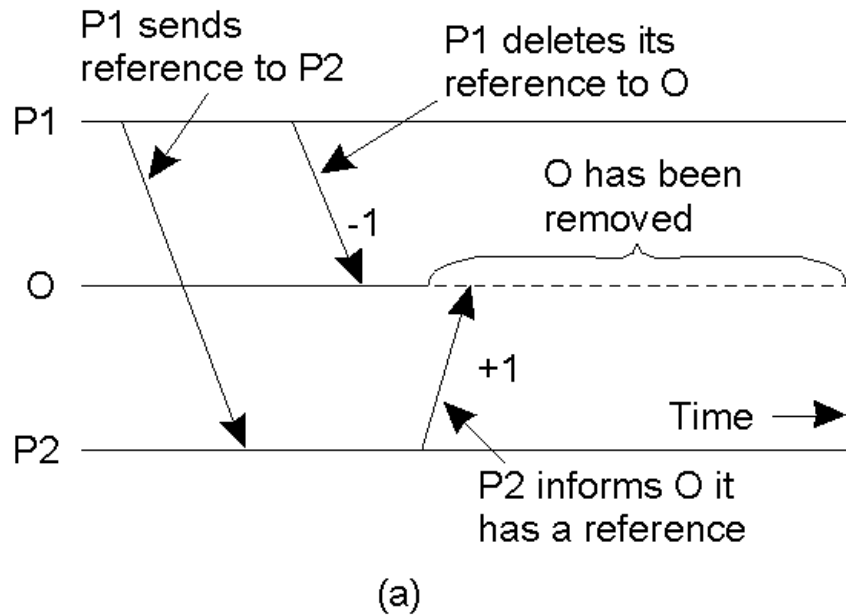 P1 sends
reference to P2
P1 deletes its
reference to O
P1
O has been
removed
-1
O
+1
Time
P2
P2 informs O it
has a reference
(a)